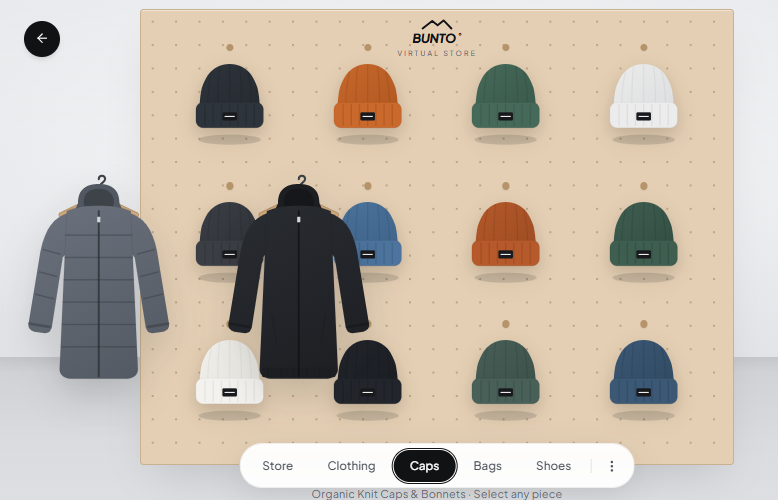 BUNTO
VIRTUAL STORE
Store Clothing Caps Bags Shoes
Organic Knit Caps & Bonnets · Select any piece